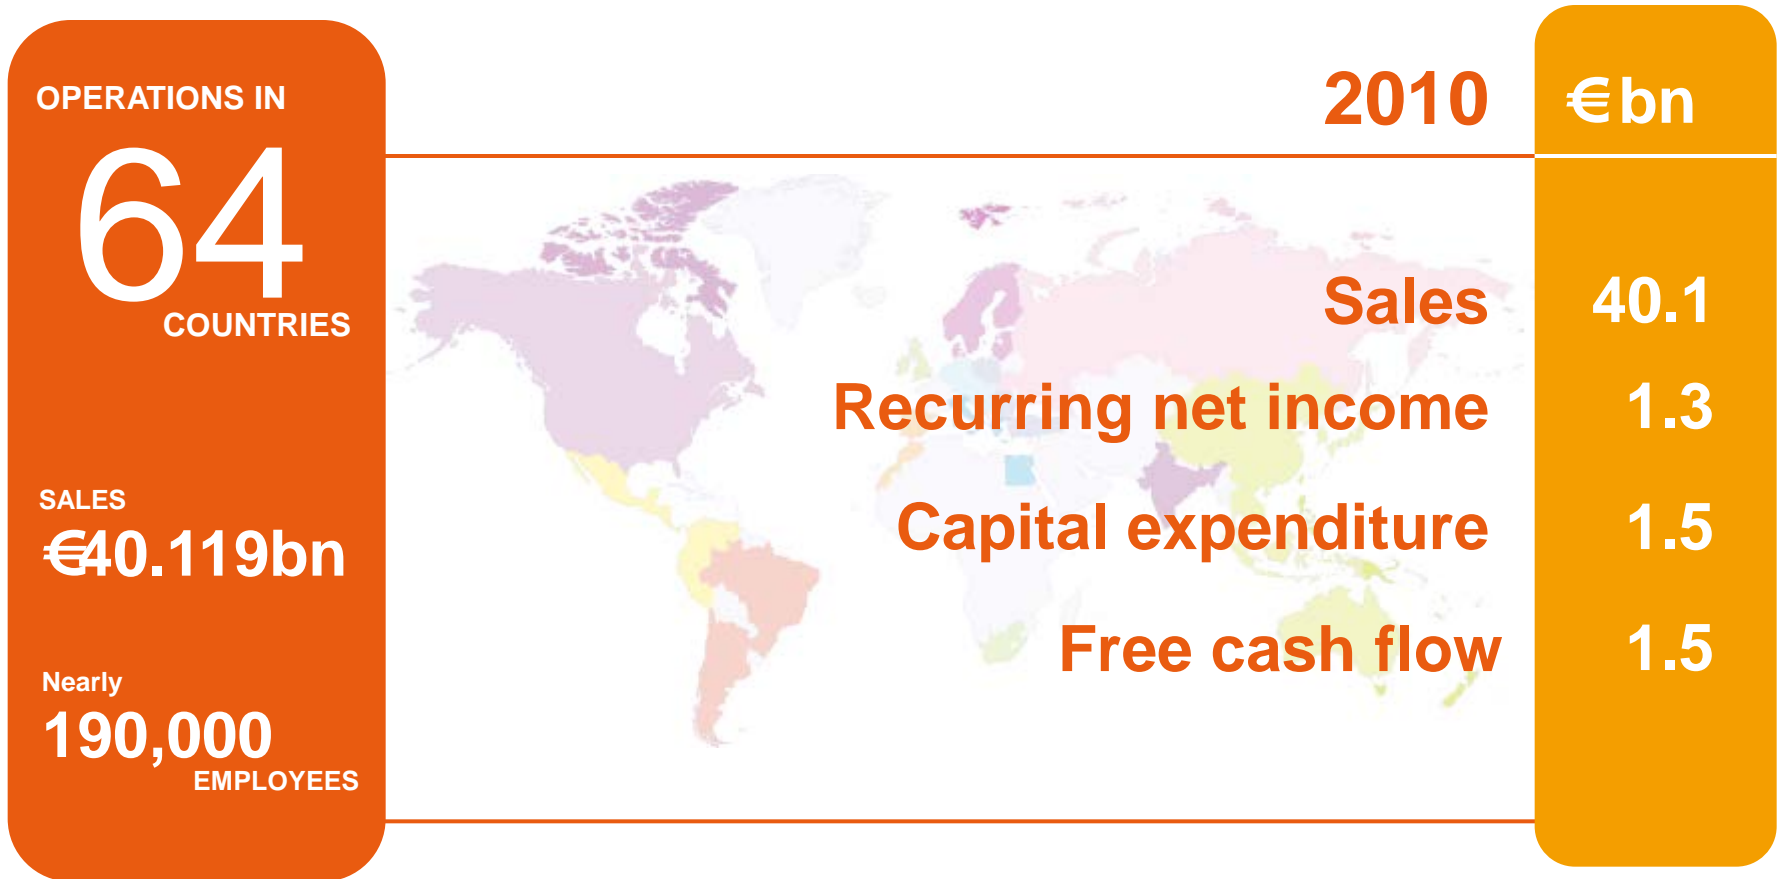 OPERATIONS IN
64
COUNTRIES
SALES
€40.119bn
Nearly
190,000
EMPLOYEES
2010 €bn
Sales 40.1
Recurring net income 1.3
Capital expenditure 1.5
Free cash flow 1.5